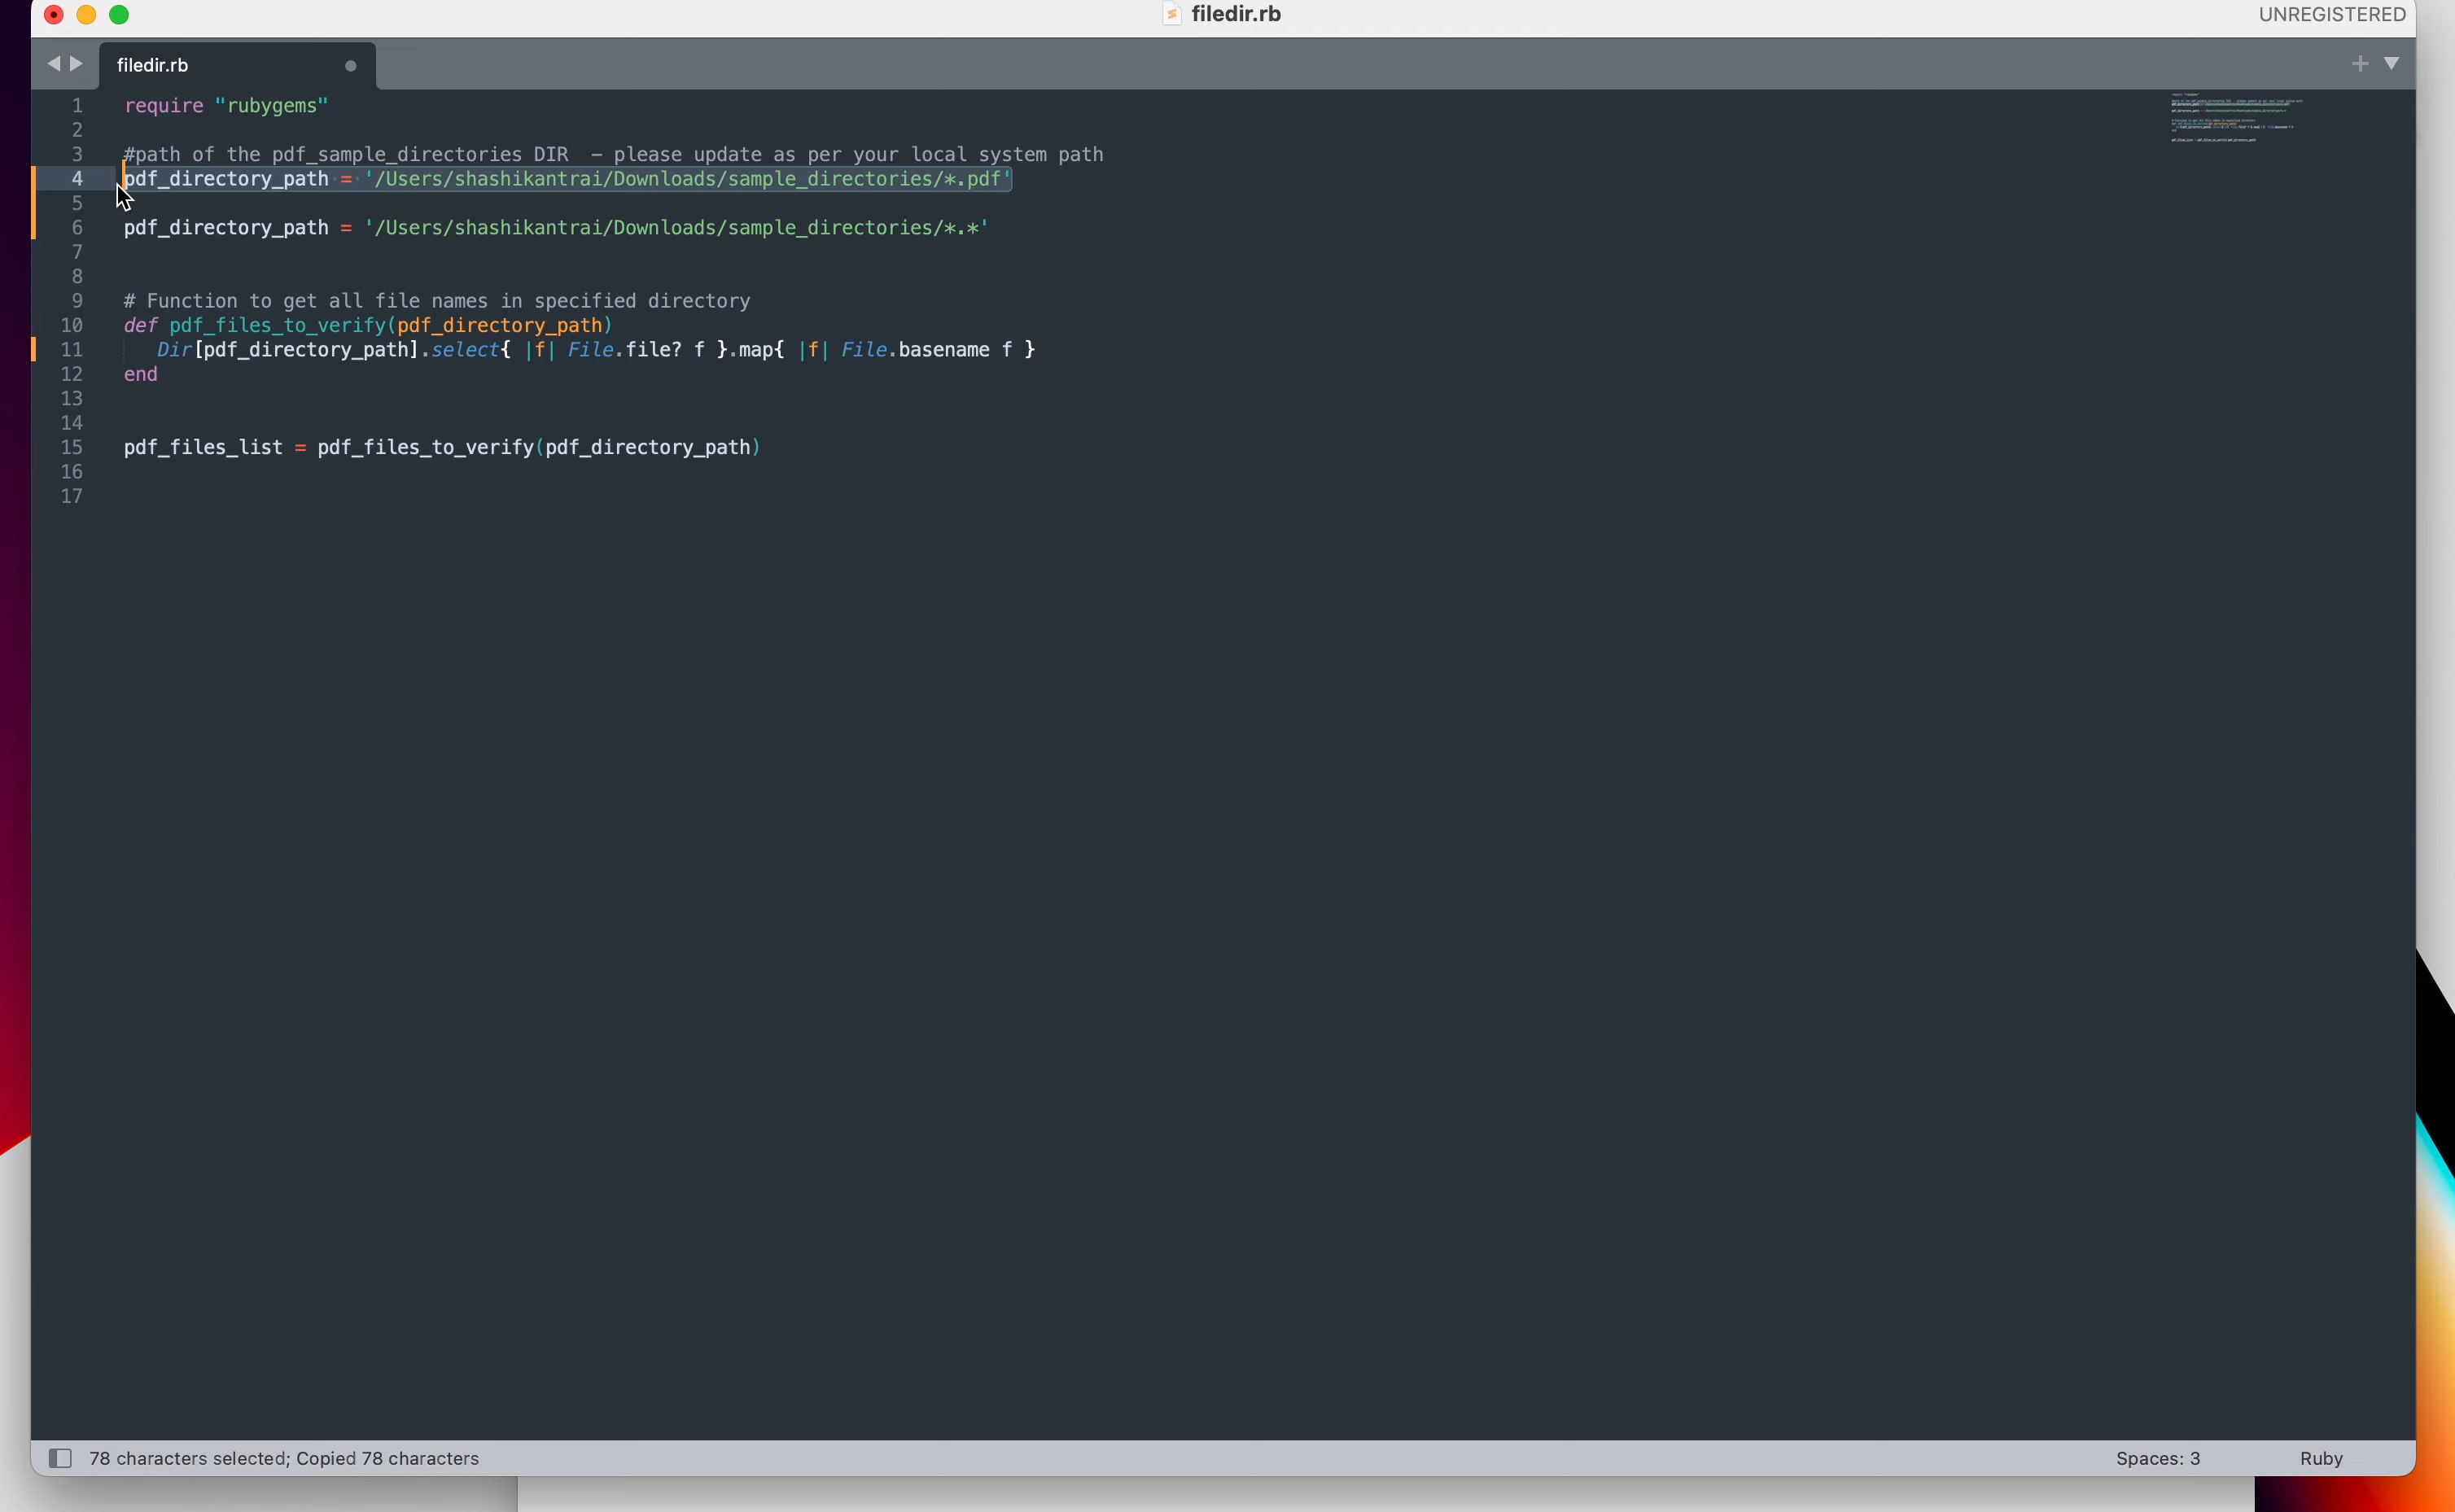 filedir.rb
UNREGISTERED
filedir.rb
1 require "rubygems"
2
3 #path of the pdf_sample_directories DIR – please update as per your local system path
4 pdf_directory_path = '/Users/shashikantrai/Downloads/sample_directories/*.pdf'
5
6 pdf_directory_path = '/Users/shashikantrai/Downloads/sample_directories/*.*'
7
8
9 # Function to get all file names in specified directory
10 def pdf_files_to_verify(pdf_directory_path)
11 Dir[pdf_directory_path].select{ |f| File.file? f }.map{ |f| File.basename f }
12 end
13
14
15 pdf_files_list = pdf_files_to_verify(pdf_directory_path)
16
17
78 characters selected; Copied 78 characters
Spaces: 3
Ruby